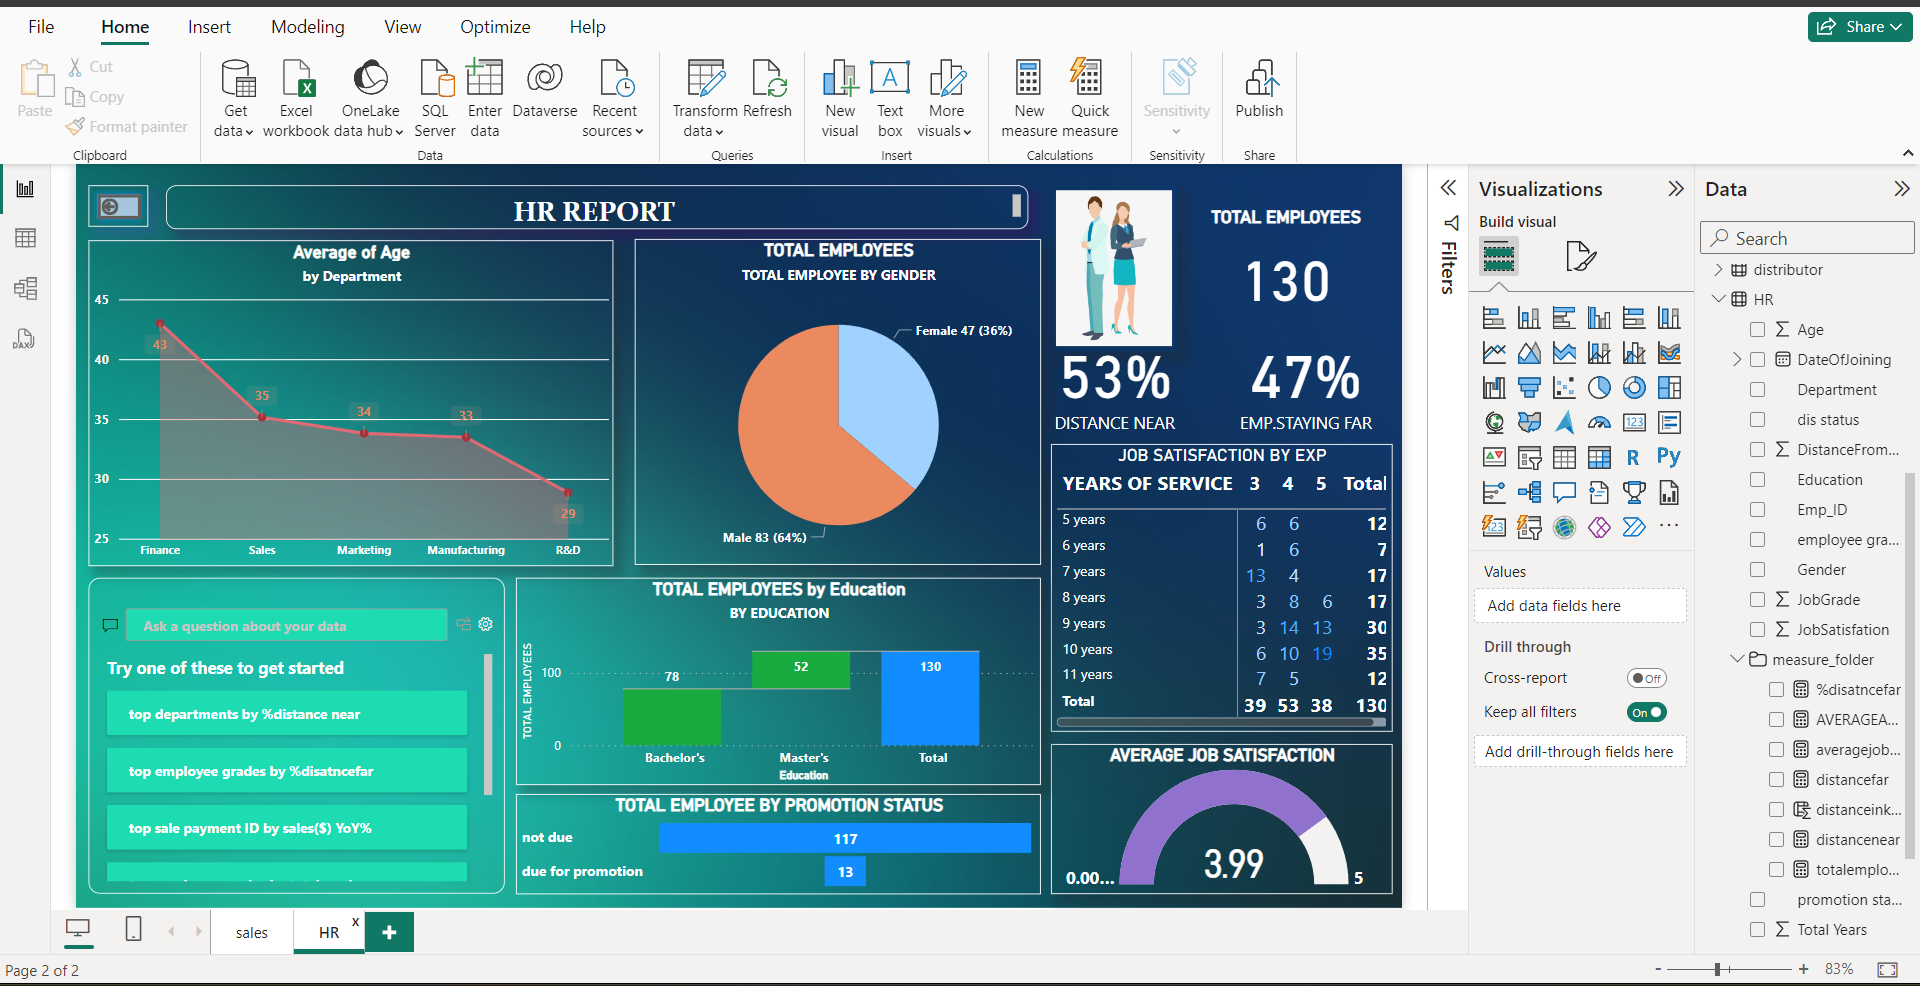 File Home Insert Modeling View Optimize Help
Share
Paste
Cut
Copy
Format painter
Clipboard
Get data
Excel workbook
OneLake data hub
SQL Server
Enter data
Dataverse
Recent sources
Data
Transform data
Refresh
Queries
New visual
Text box
A
More visuals
Insert
New measure
Quick measure
Calculations
Sensitivity
Sensitivity
Publish
Share
DAX
HR REPORT
Average of Age
by Department
45
40
35
30
25
43
35
34
33
29
Finance Sales Marketing Manufacturing R&D
TOTAL EMPLOYEES
TOTAL EMPLOYEE BY GENDER
Female 47 (36%)
Male 83 (64%)
TOTAL EMPLOYEES
130
53%
DISTANCE NEAR
47%
EMP.STAYING FAR
JOB SATISFACTION BY EXP
YEARS OF SERVICE 3 4 5 Total
5 years 6 6 12
6 years 1 6 7
7 years 13 4 17
8 years 3 8 6 17
9 years 3 14 13 30
10 years 6 10 19 35
11 years 7 5 12
Total 39 53 38 130
Ask a question about your data
Try one of these to get started
top departments by %distance near
top employee grades by %disatncefar
top sale payment ID by sales($) YoY%
TOTAL EMPLOYEES by Education
BY EDUCATION
TOTAL EMPLOYEES
100
0
78
52
130
Bachelor's Master's Total
Education
TOTAL EMPLOYEE BY PROMOTION STATUS
not due 117
due for promotion 13
AVERAGE JOB SATISFACTION
3.99
0.00... 5
sales
HR x
+
Page 2 of 2
- + 83%
Filters
Visualizations
Build visual
123
R
Py
123
...
Values
Add data fields here
Drill through
Cross-report Off
Keep all filters On
Add drill-through fields here
Data
Search
distributor
HR
Age
DateOfJoining
Department
dis status
DistanceFrom...
Education
Emp_ID
employee gra...
Gender
JobGrade
JobSatisfation
measure_folder
%disatncefar
AVERAGEA...
averagejob...
distancefar
distanceink...
distancenear
totalemplo...
promotion sta...
Total Years